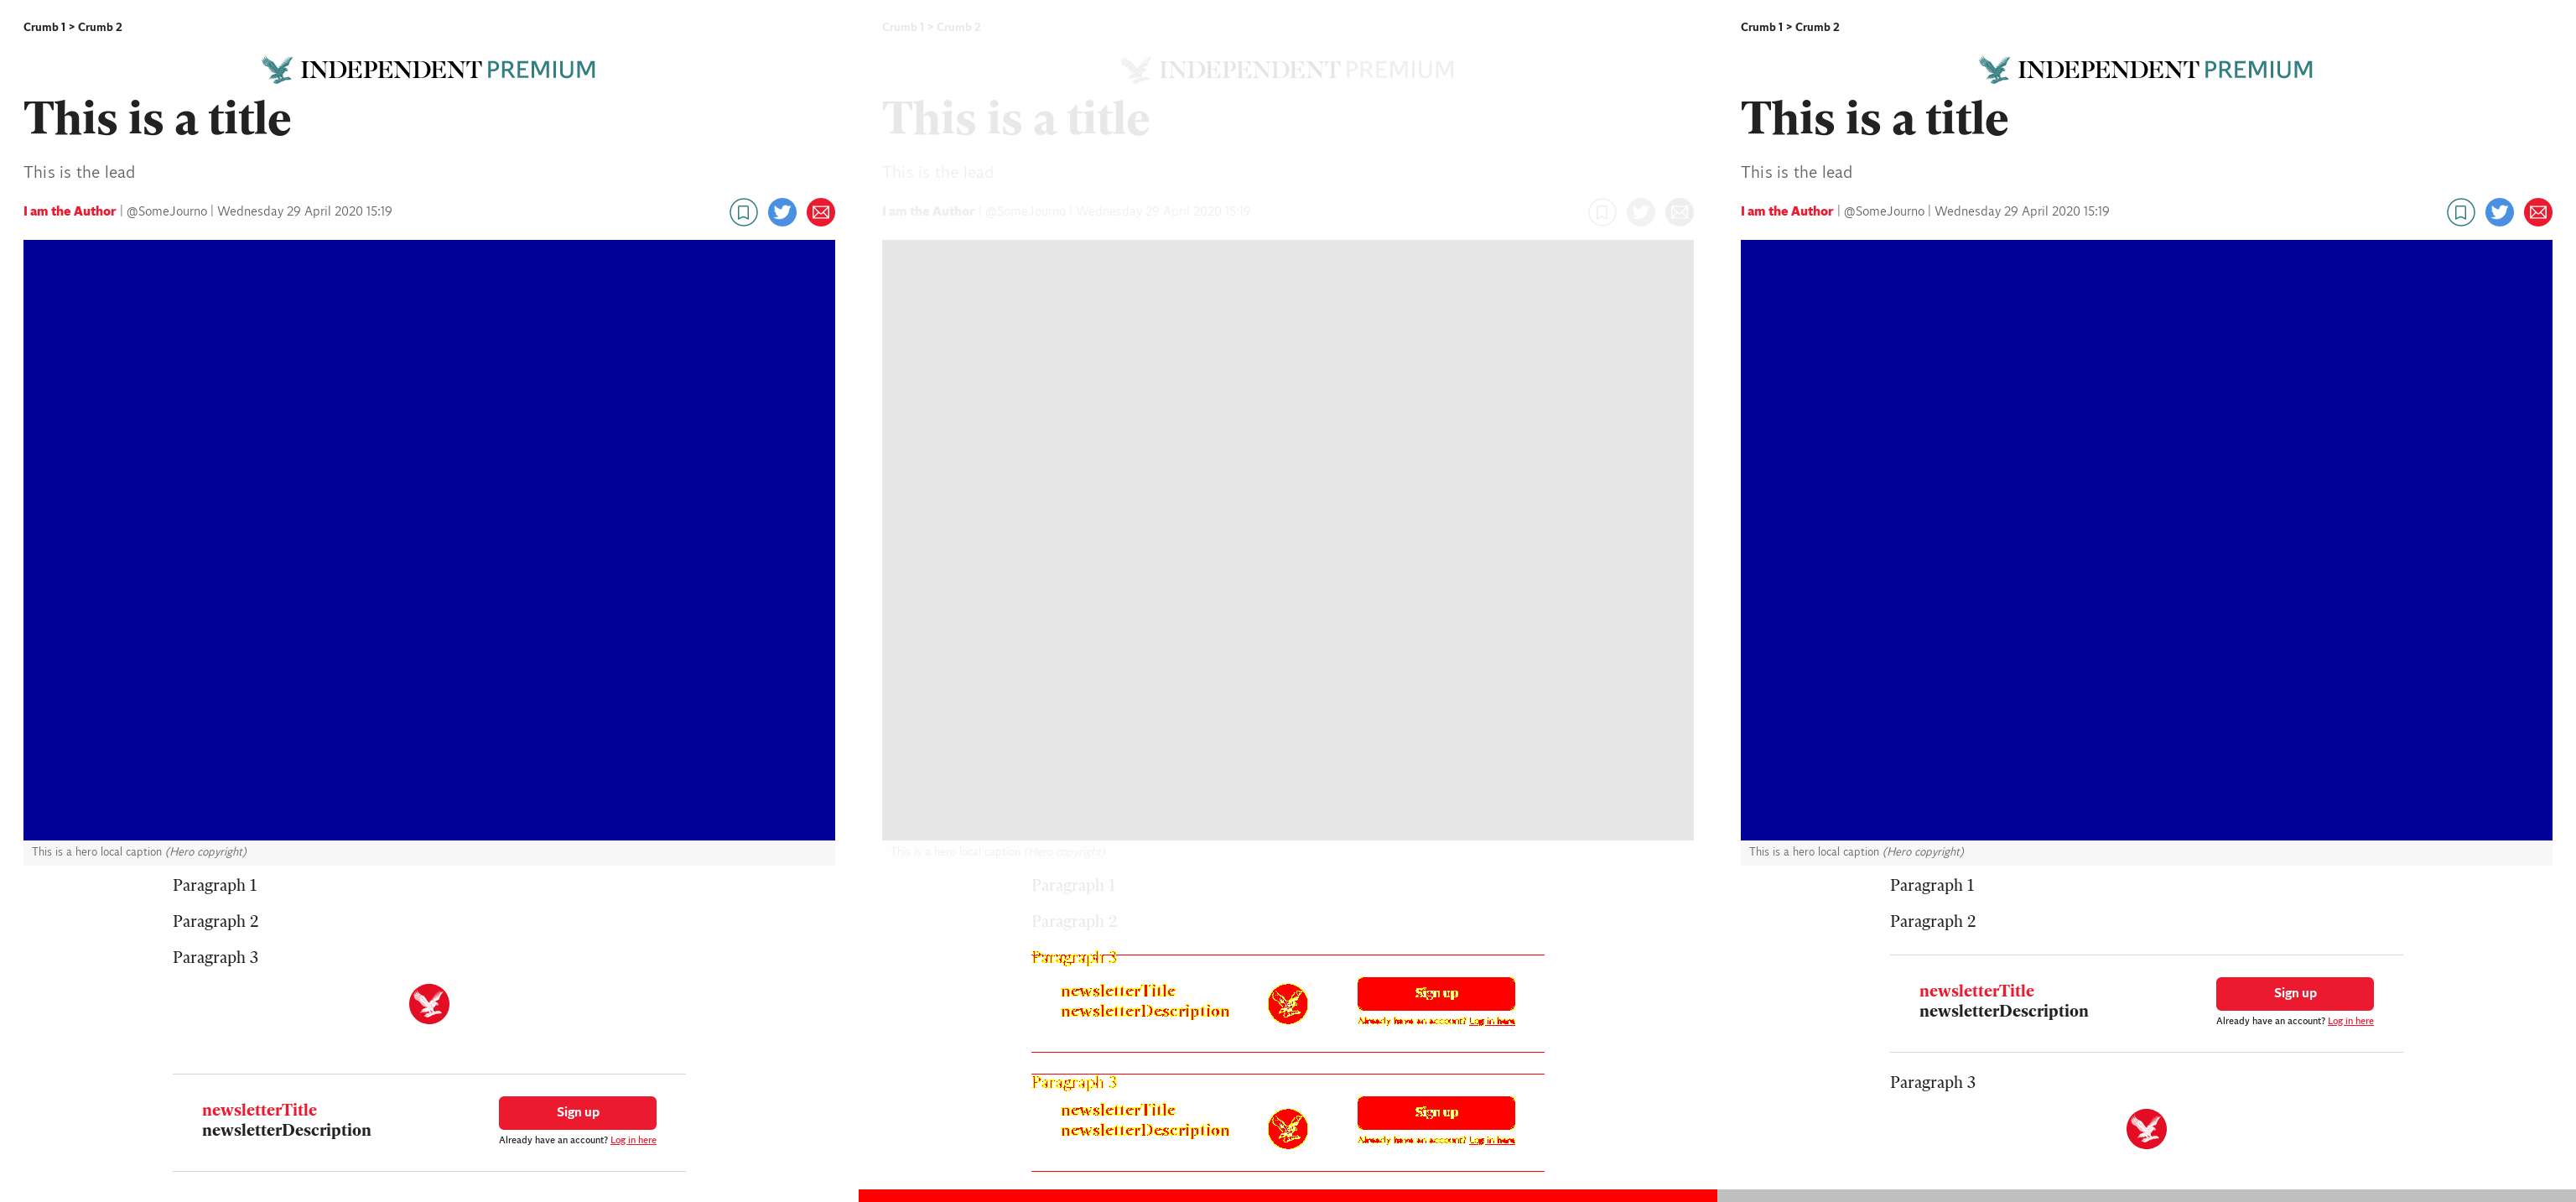 Crumb 1 > Crumb 2
INDEPENDENT PREMIUM
This is a title
This is the lead
I am the Author | @SomeJourno | Wednesday 29 April 2020 15:19
This is a hero local caption (Hero copyright)
Paragraph 1
Paragraph 2
Paragraph 3
newsletterTitle
newsletterDescription
Sign up
Already have an account? Log in here
Crumb 1 > Crumb 2
INDEPENDENT PREMIUM
This is a title
This is the lead
I am the Author | @SomeJourno | Wednesday 29 April 2020 15:19
This is a hero local caption (Hero copyright)
Paragraph 1
Paragraph 2
Paragraph 3
newsletterTitle
newsletterDescription
Sign up
Already have an account? Log in here
Paragraph 3
newsletterTitle
newsletterDescription
Sign up
Already have an account? Log in here
Crumb 1 > Crumb 2
INDEPENDENT PREMIUM
This is a title
This is the lead
I am the Author | @SomeJourno | Wednesday 29 April 2020 15:19
This is a hero local caption (Hero copyright)
Paragraph 1
Paragraph 2
newsletterTitle
newsletterDescription
Sign up
Already have an account? Log in here
Paragraph 3